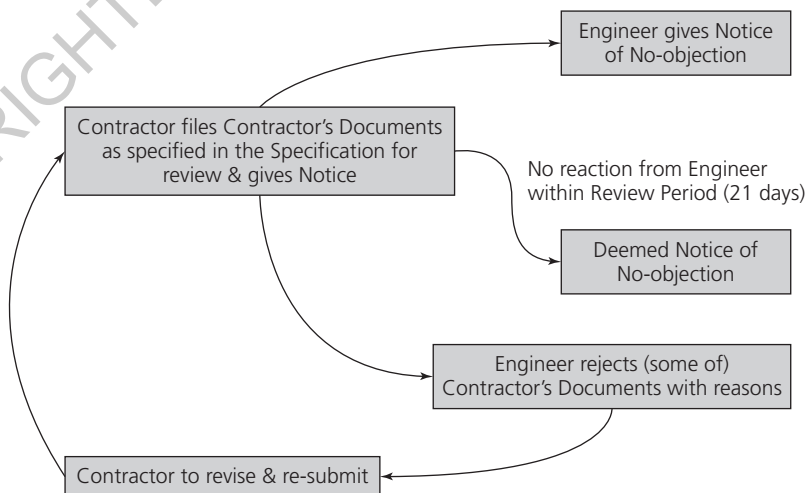 Engineer gives Notice
of No-objection
Contractor files Contractor's Documents
as specified in the Specification for
review & gives Notice
No reaction from Engineer
within Review Period (21 days)
Deemed Notice of
No-objection
Engineer rejects (some of)
Contractor's Documents with reasons
Contractor to revise & re-submit